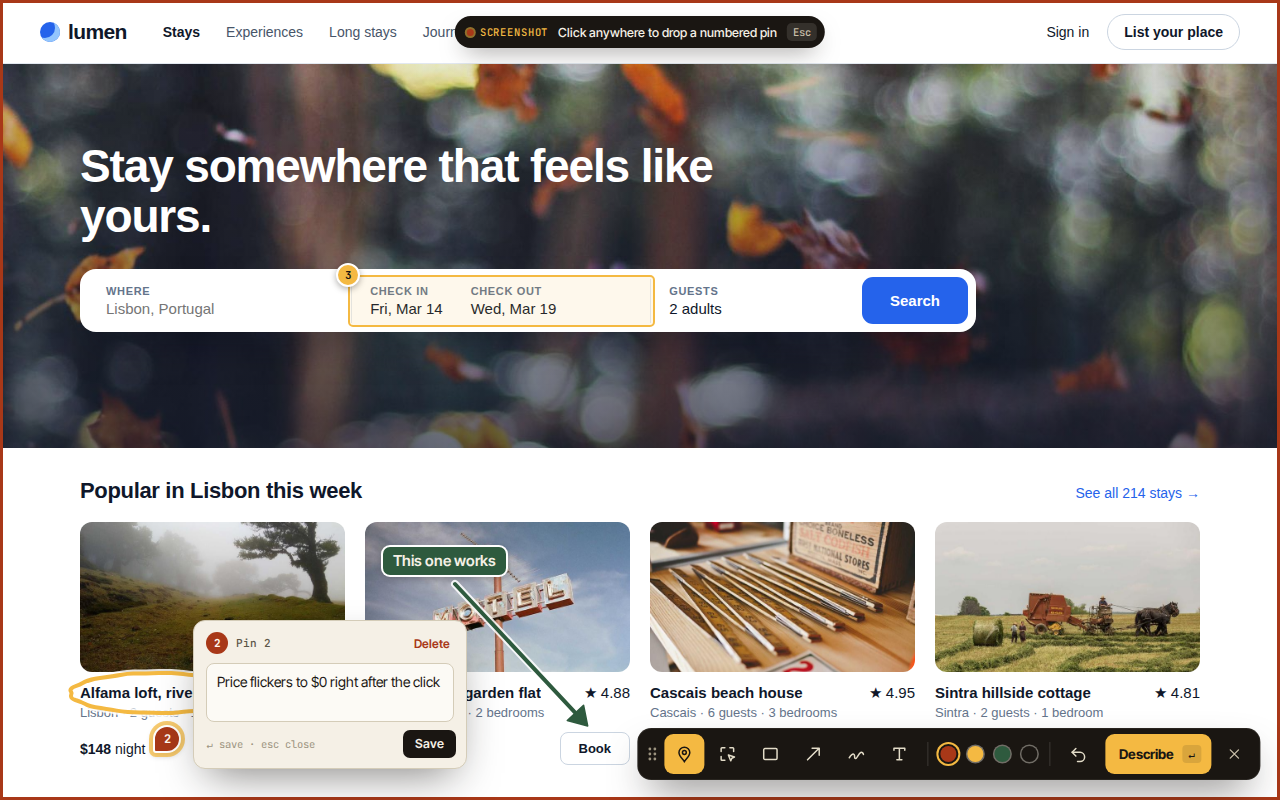 lumen
Stays
Experiences
Long stays
SCREENSHOT Click anywhere to drop a numbered pin Esc
Sign in
List your place
Stay somewhere that feels like
yours.
3
WHERE
Lisbon, Portugal
CHECK IN
Fri, Mar 14
CHECK OUT
Wed, Mar 19
GUESTS
2 adults
Search
Popular in Lisbon this week
See all 214 stays →
This one works
MOTEL
2 Pin 2 Delete
Price flickers to $0 right after the click
↵ save · esc close
Save
Alfama loft,
$148 night
2
garden flat
★ 4.88
· 2 bedrooms
Book
Cascais beach house
★ 4.95
Cascais · 6 guests · 3 bedrooms
Sintra hillside cottage
★ 4.81
Sintra · 2 guests · 1 bedroom
Describe ↵